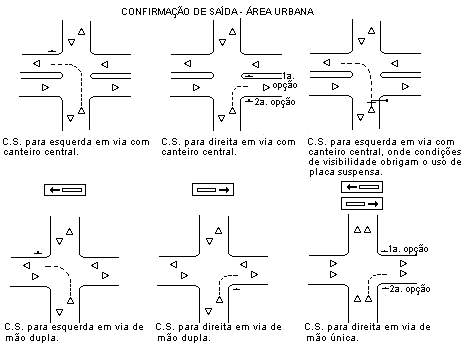 CONFIRMAÇÃO DE SAÍDA - ÁREA URBANA
1a.
opção
2a. opção
C.S. para esquerda em via com
canteiro central.
C.S. para direita em via com
canteiro central.
C.S. para esquerda em via com
canteiro central, onde condições
de visibilidade obrigam o uso de
placa suspensa.
1a. opção
2a. opção
C.S. para esquerda em via de
mão dupla.
C.S. para direita em via de
mão dupla.
C.S. para direita em via de
mão única.